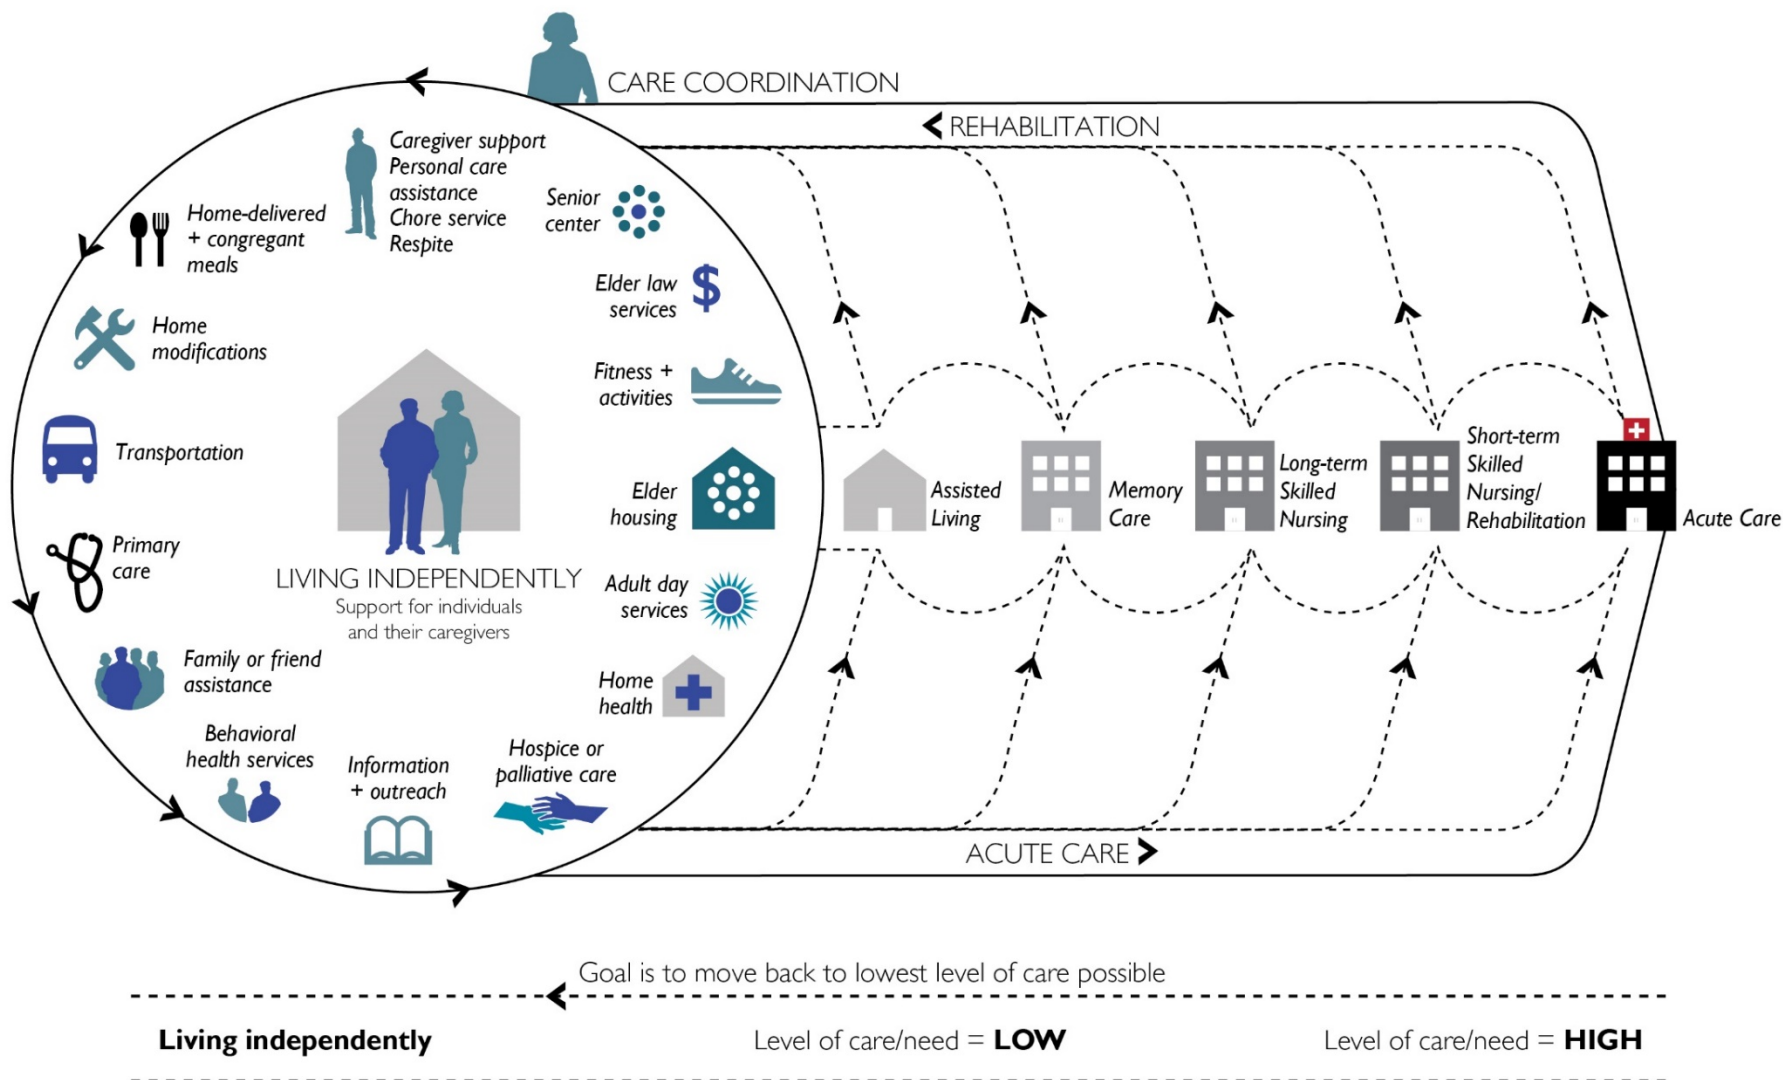 CARE COORDINATION
REHABILITATION
Caregiver support
Personal care
assistance
Chore service
Respite
Senior
center
Home-delivered
+ congregant
meals
Elder law
services
Home
modifications
Fitness +
activities
Transportation
Elder
housing
Primary
care
LIVING INDEPENDENTLY
Support for individuals
and their caregivers
Adult day
services
Family or friend
assistance
Home
health
Behavioral
health services
Information
+ outreach
Hospice or
palliative care
Assisted
Living
Memory
Care
Long-term
Skilled
Nursing
Short-term
Skilled
Nursing/
Rehabilitation
Acute Care
ACUTE CARE
Goal is to move back to lowest level of care possible
Living independently
Level of care/need = LOW
Level of care/need = HIGH